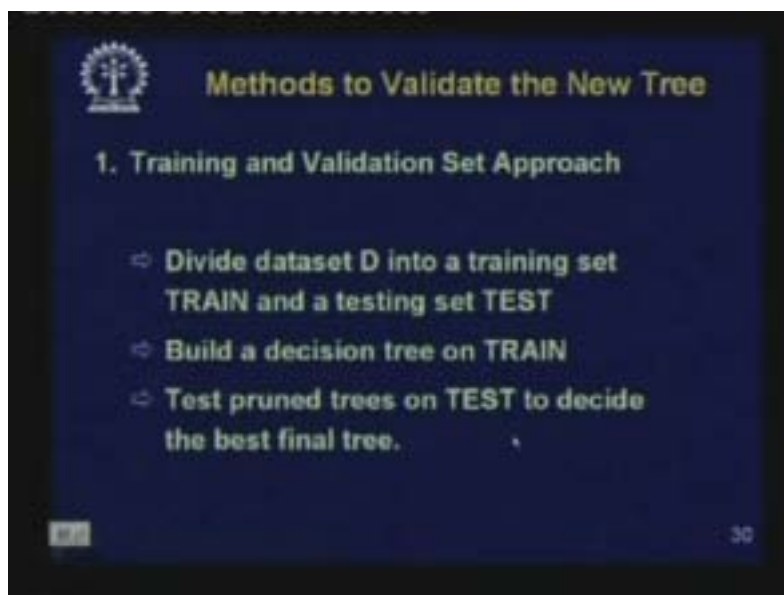 Methods to Validate the New Tree
1. Training and Validation Set Approach
⇨ Divide dataset D into a training set
TRAIN and a testing set TEST
⇨ Build a decision tree on TRAIN
⇨ Test pruned trees on TEST to decide
the best final tree.
30